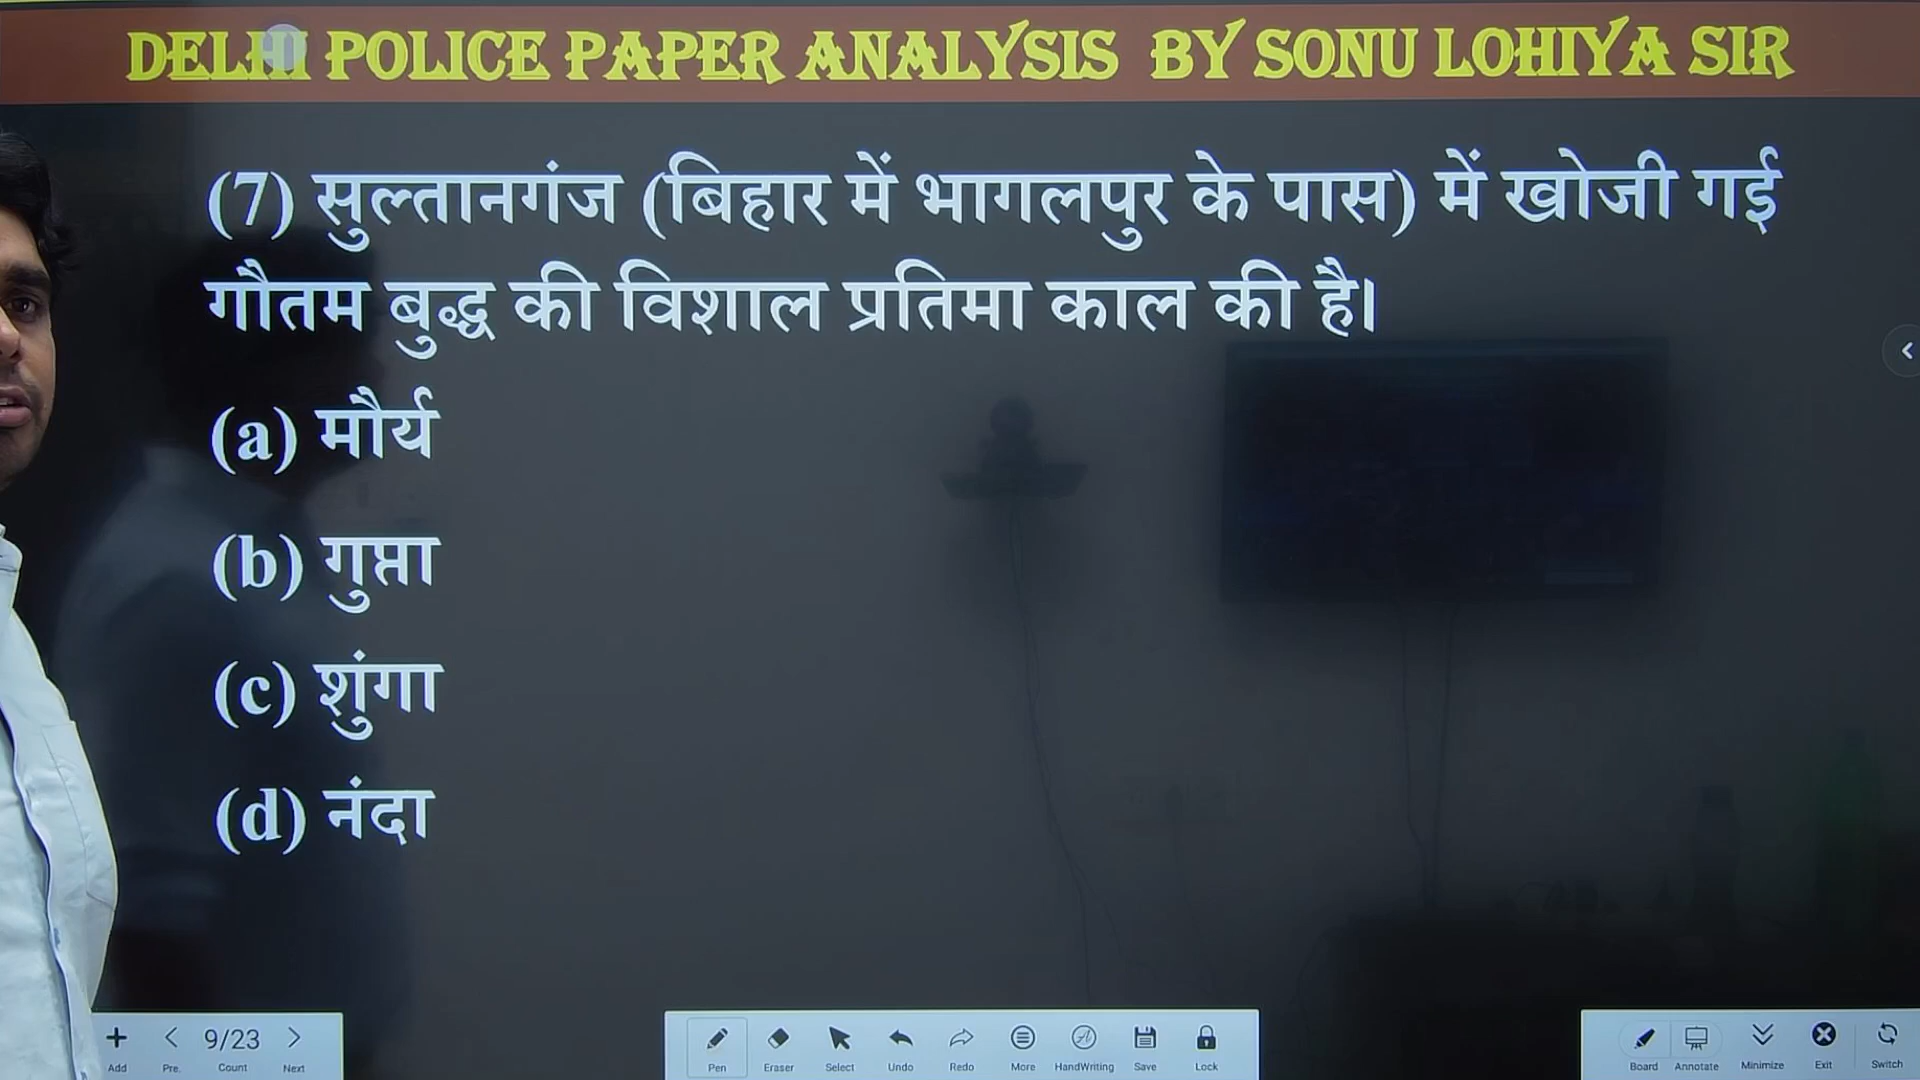 DELHI POLICE PAPER ANALYSIS BY SONU LOHIYA SIR
(7) सुल्तानगंज (बिहार में भागलपुर के पास) में खोजी गई
गौतम बुद्ध की विशाल प्रतिमा काल की है।
(a) मौर्य
(b) गुप्ता
(c) शुंगा
(d) नंदा
9/23
Add Pre. Count Next
Pen Eraser Select Undo Redo More HandWriting Save Lock
Board Annotate Minimize Exit Switch